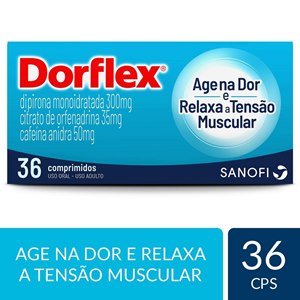 Dorflex®
dipirona monoidratada 300mg
citrato de orfenadrina 35mg
cafeína anidra 50mg
36 comprimidos
USO ORAL - USO ADULTO
Age na Dor
e
Relaxa a Tensão
Muscular
SANOFI
AGE NA DOR E RELAXA
A TENSÃO MUSCULAR
36
CPS